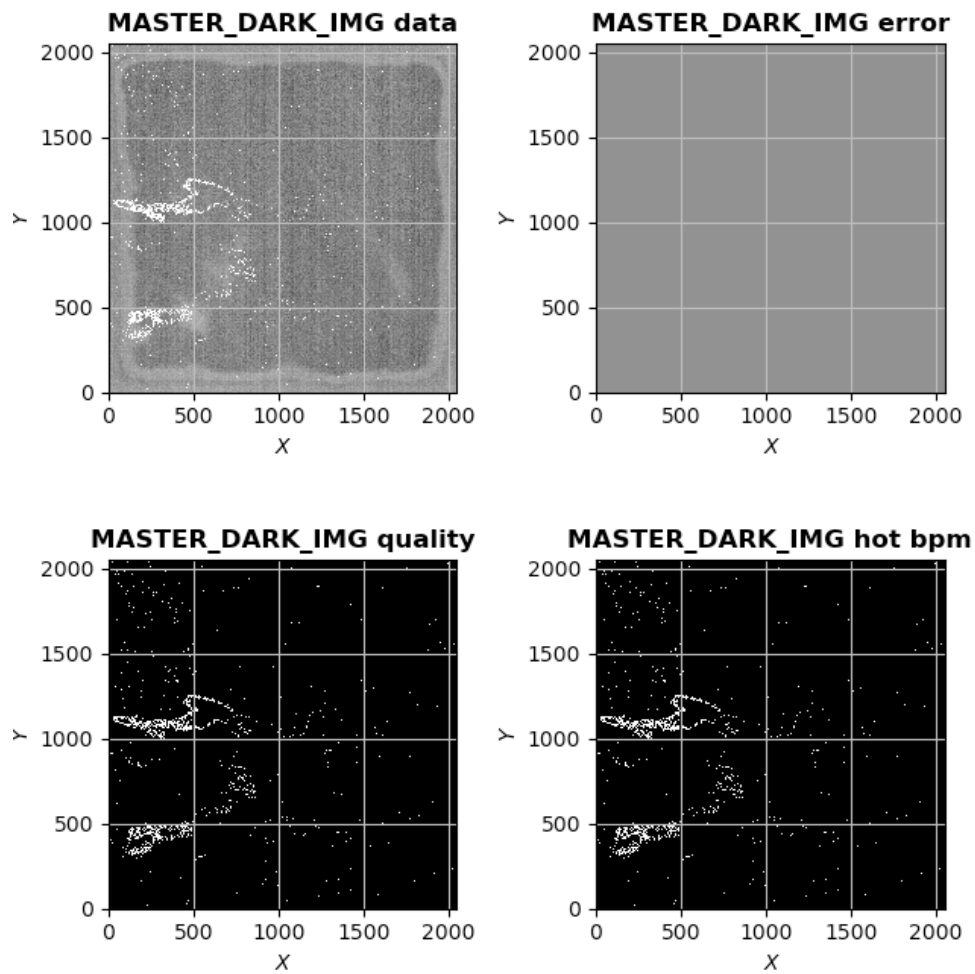 MASTER_DARK_IMG data
2000
1500
Y
1000
500
0
0 500 1000 1500 2000
X
MASTER_DARK_IMG error
2000
1500
Y
1000
500
0
0 500 1000 1500 2000
X
MASTER_DARK_IMG quality
2000
1500
Y
1000
500
0
0 500 1000 1500 2000
X
MASTER_DARK_IMG hot bpm
2000
1500
Y
1000
500
0
0 500 1000 1500 2000
X